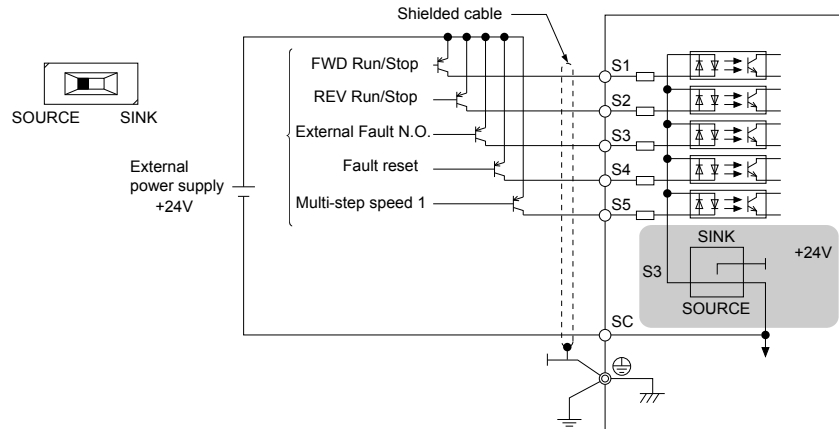 Shielded cable
FWD Run/Stop
S1
REV Run/Stop
S2
SOURCE SINK
External Fault N.O.
S3
Fault reset
S4
External
power supply
+24V
Multi-step speed 1
S5
SINK
+24V
S3
SOURCE
SC